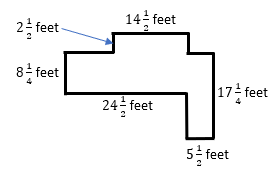 14 1/2 feet
2 1/2 feet
8 1/4 feet
17 1/4 feet
24 1/2 feet
5 1/2 feet